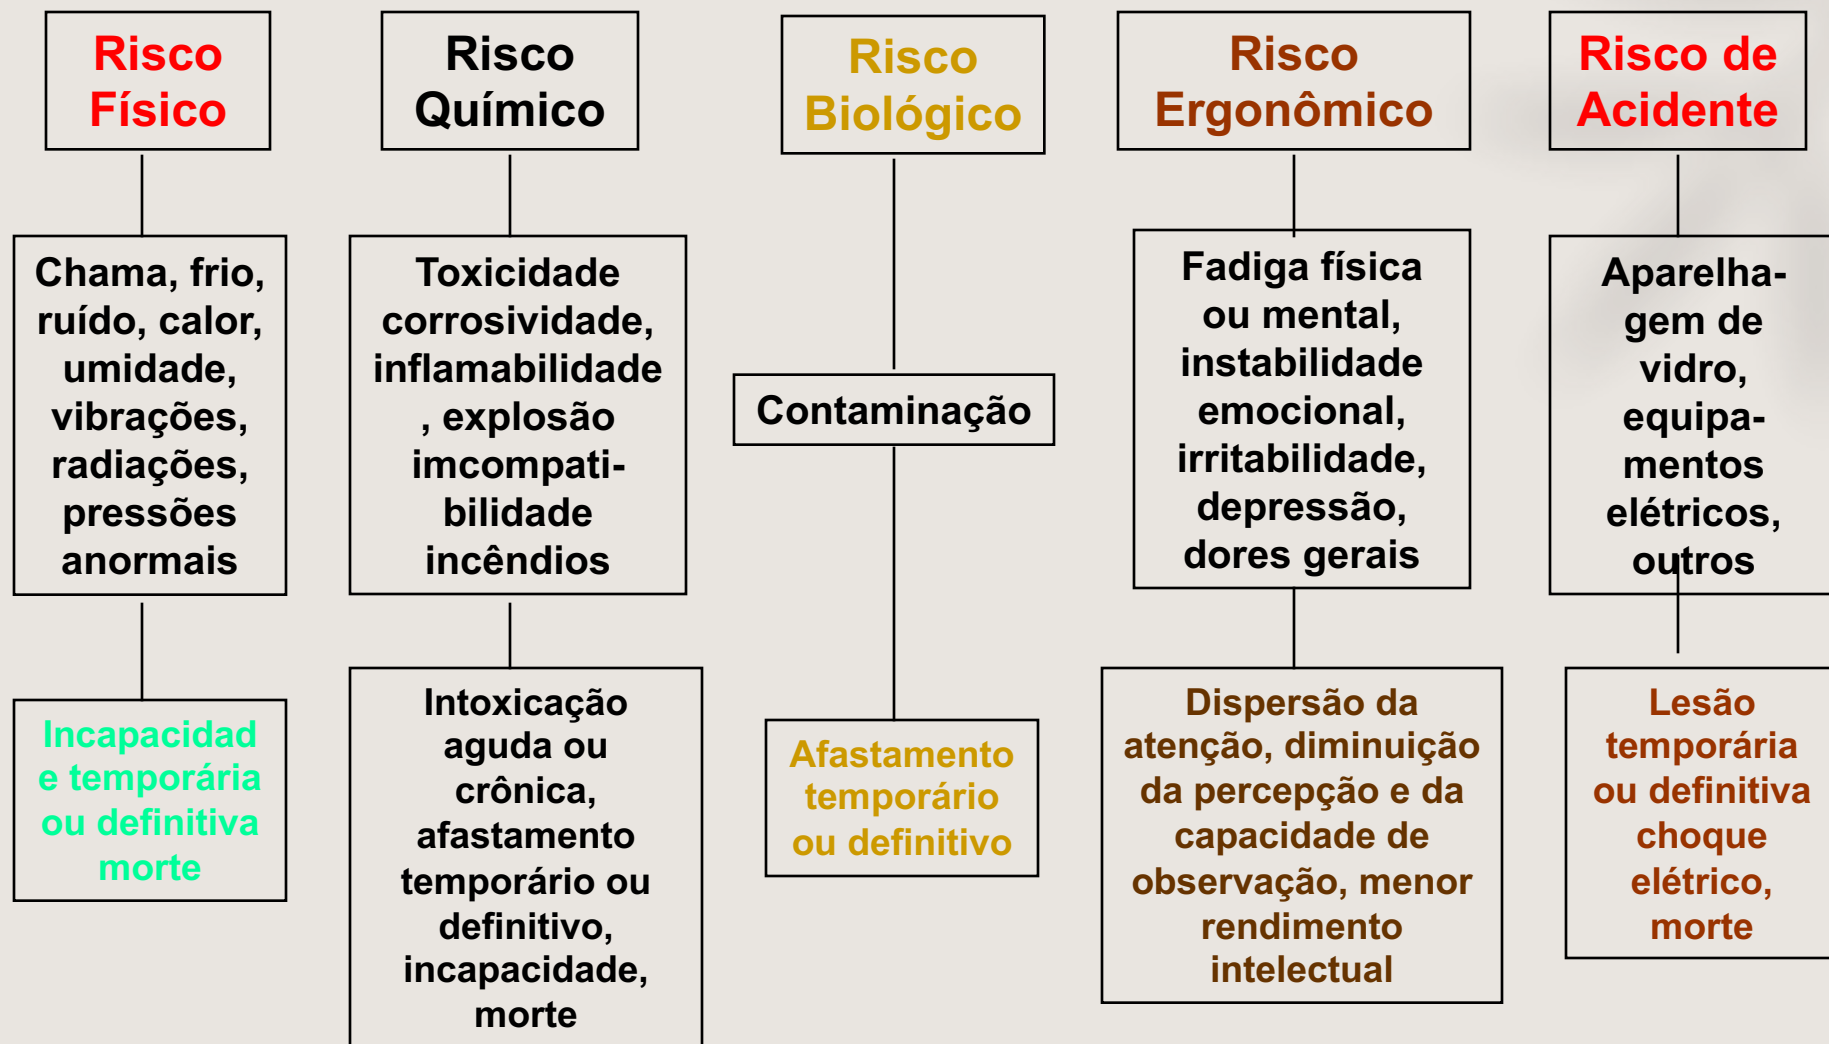 Risco
Físico
Chama, frio,
ruído, calor,
umidade,
vibrações,
radiações,
pressões
anormais
Incapacidad
e temporária
ou definitiva
morte
Risco
Químico
Toxicidade
corrosividade,
inflamabilidade
, explosão
imcompati-
bilidade
incêndios
Intoxicação
aguda ou
crônica,
afastamento
temporário ou
definitivo,
incapacidade,
morte
Risco
Biológico
Contaminação
Afastamento
temporário
ou definitivo
Risco
Ergonômico
Fadiga física
ou mental,
instabilidade
emocional,
irritabilidade,
depressão,
dores gerais
Dispersão da
atenção, diminuição
da percepção e da
capacidade de
observação, menor
rendimento
intelectual
Risco de
Acidente
Aparelha-
gem de
vidro,
equipa-
mentos
elétricos,
outros
Lesão
temporária
ou definitiva
choque
elétrico,
morte